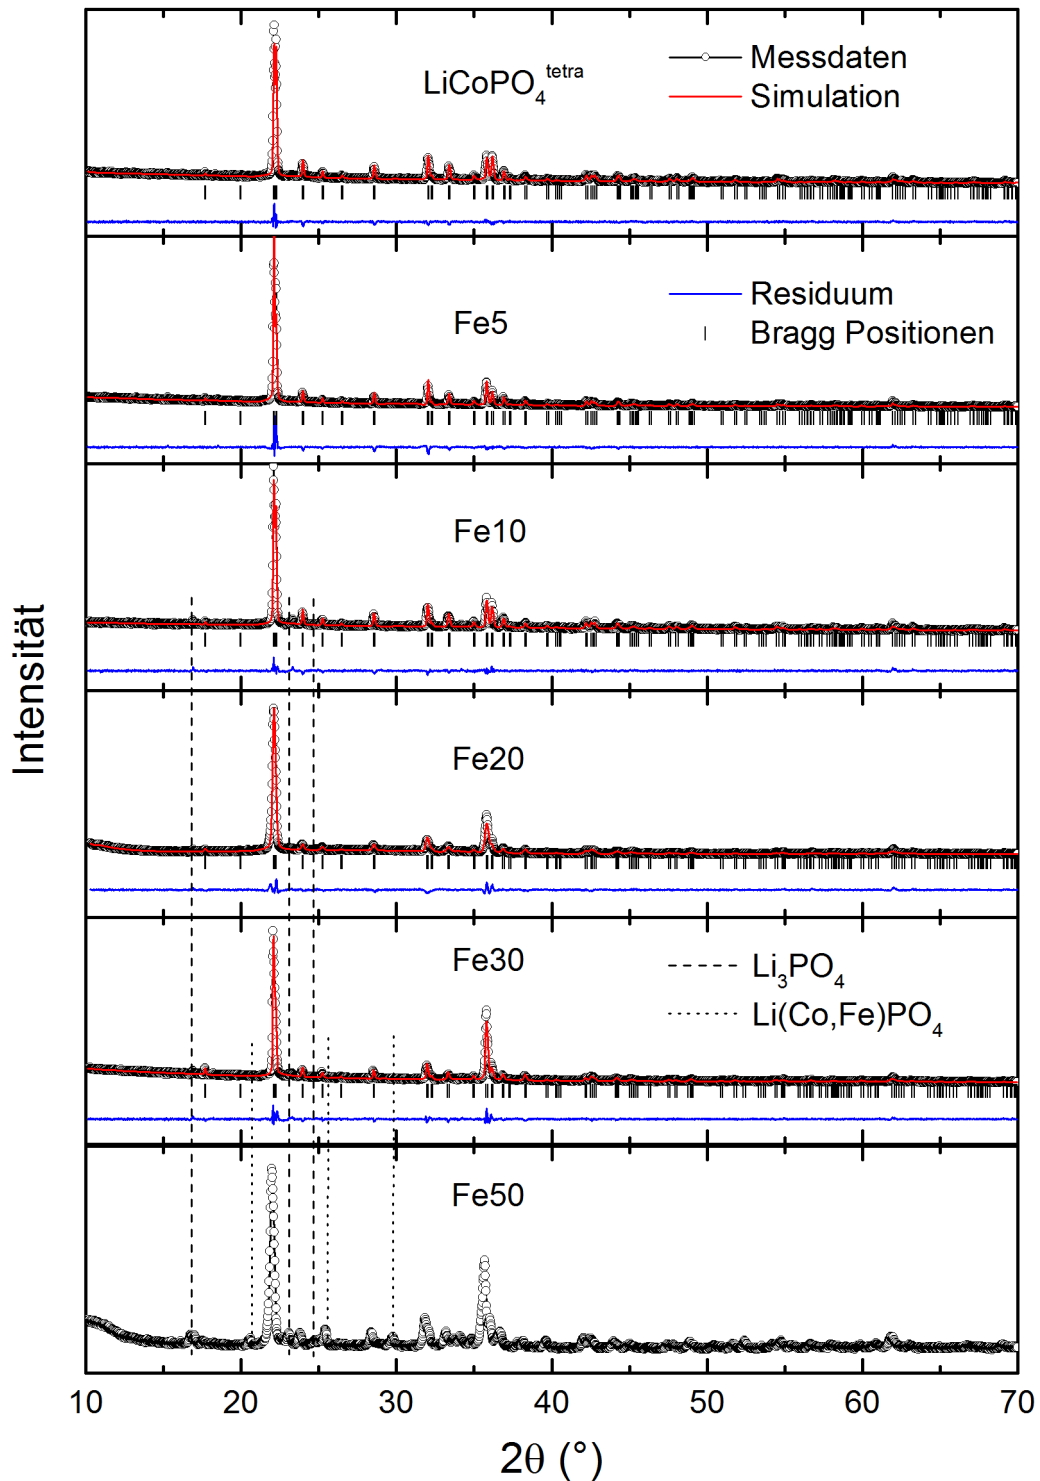 LiCoPO₄ᵗᵉᵗʳᵃ
Messdaten
Simulation
Fe5
Residuum
Bragg Positionen
Fe10
Fe20
Fe30
Li₃PO₄
Li(Co,Fe)PO₄
Fe50
Intensität
10 20 30 40 50 60 70
2θ (°)